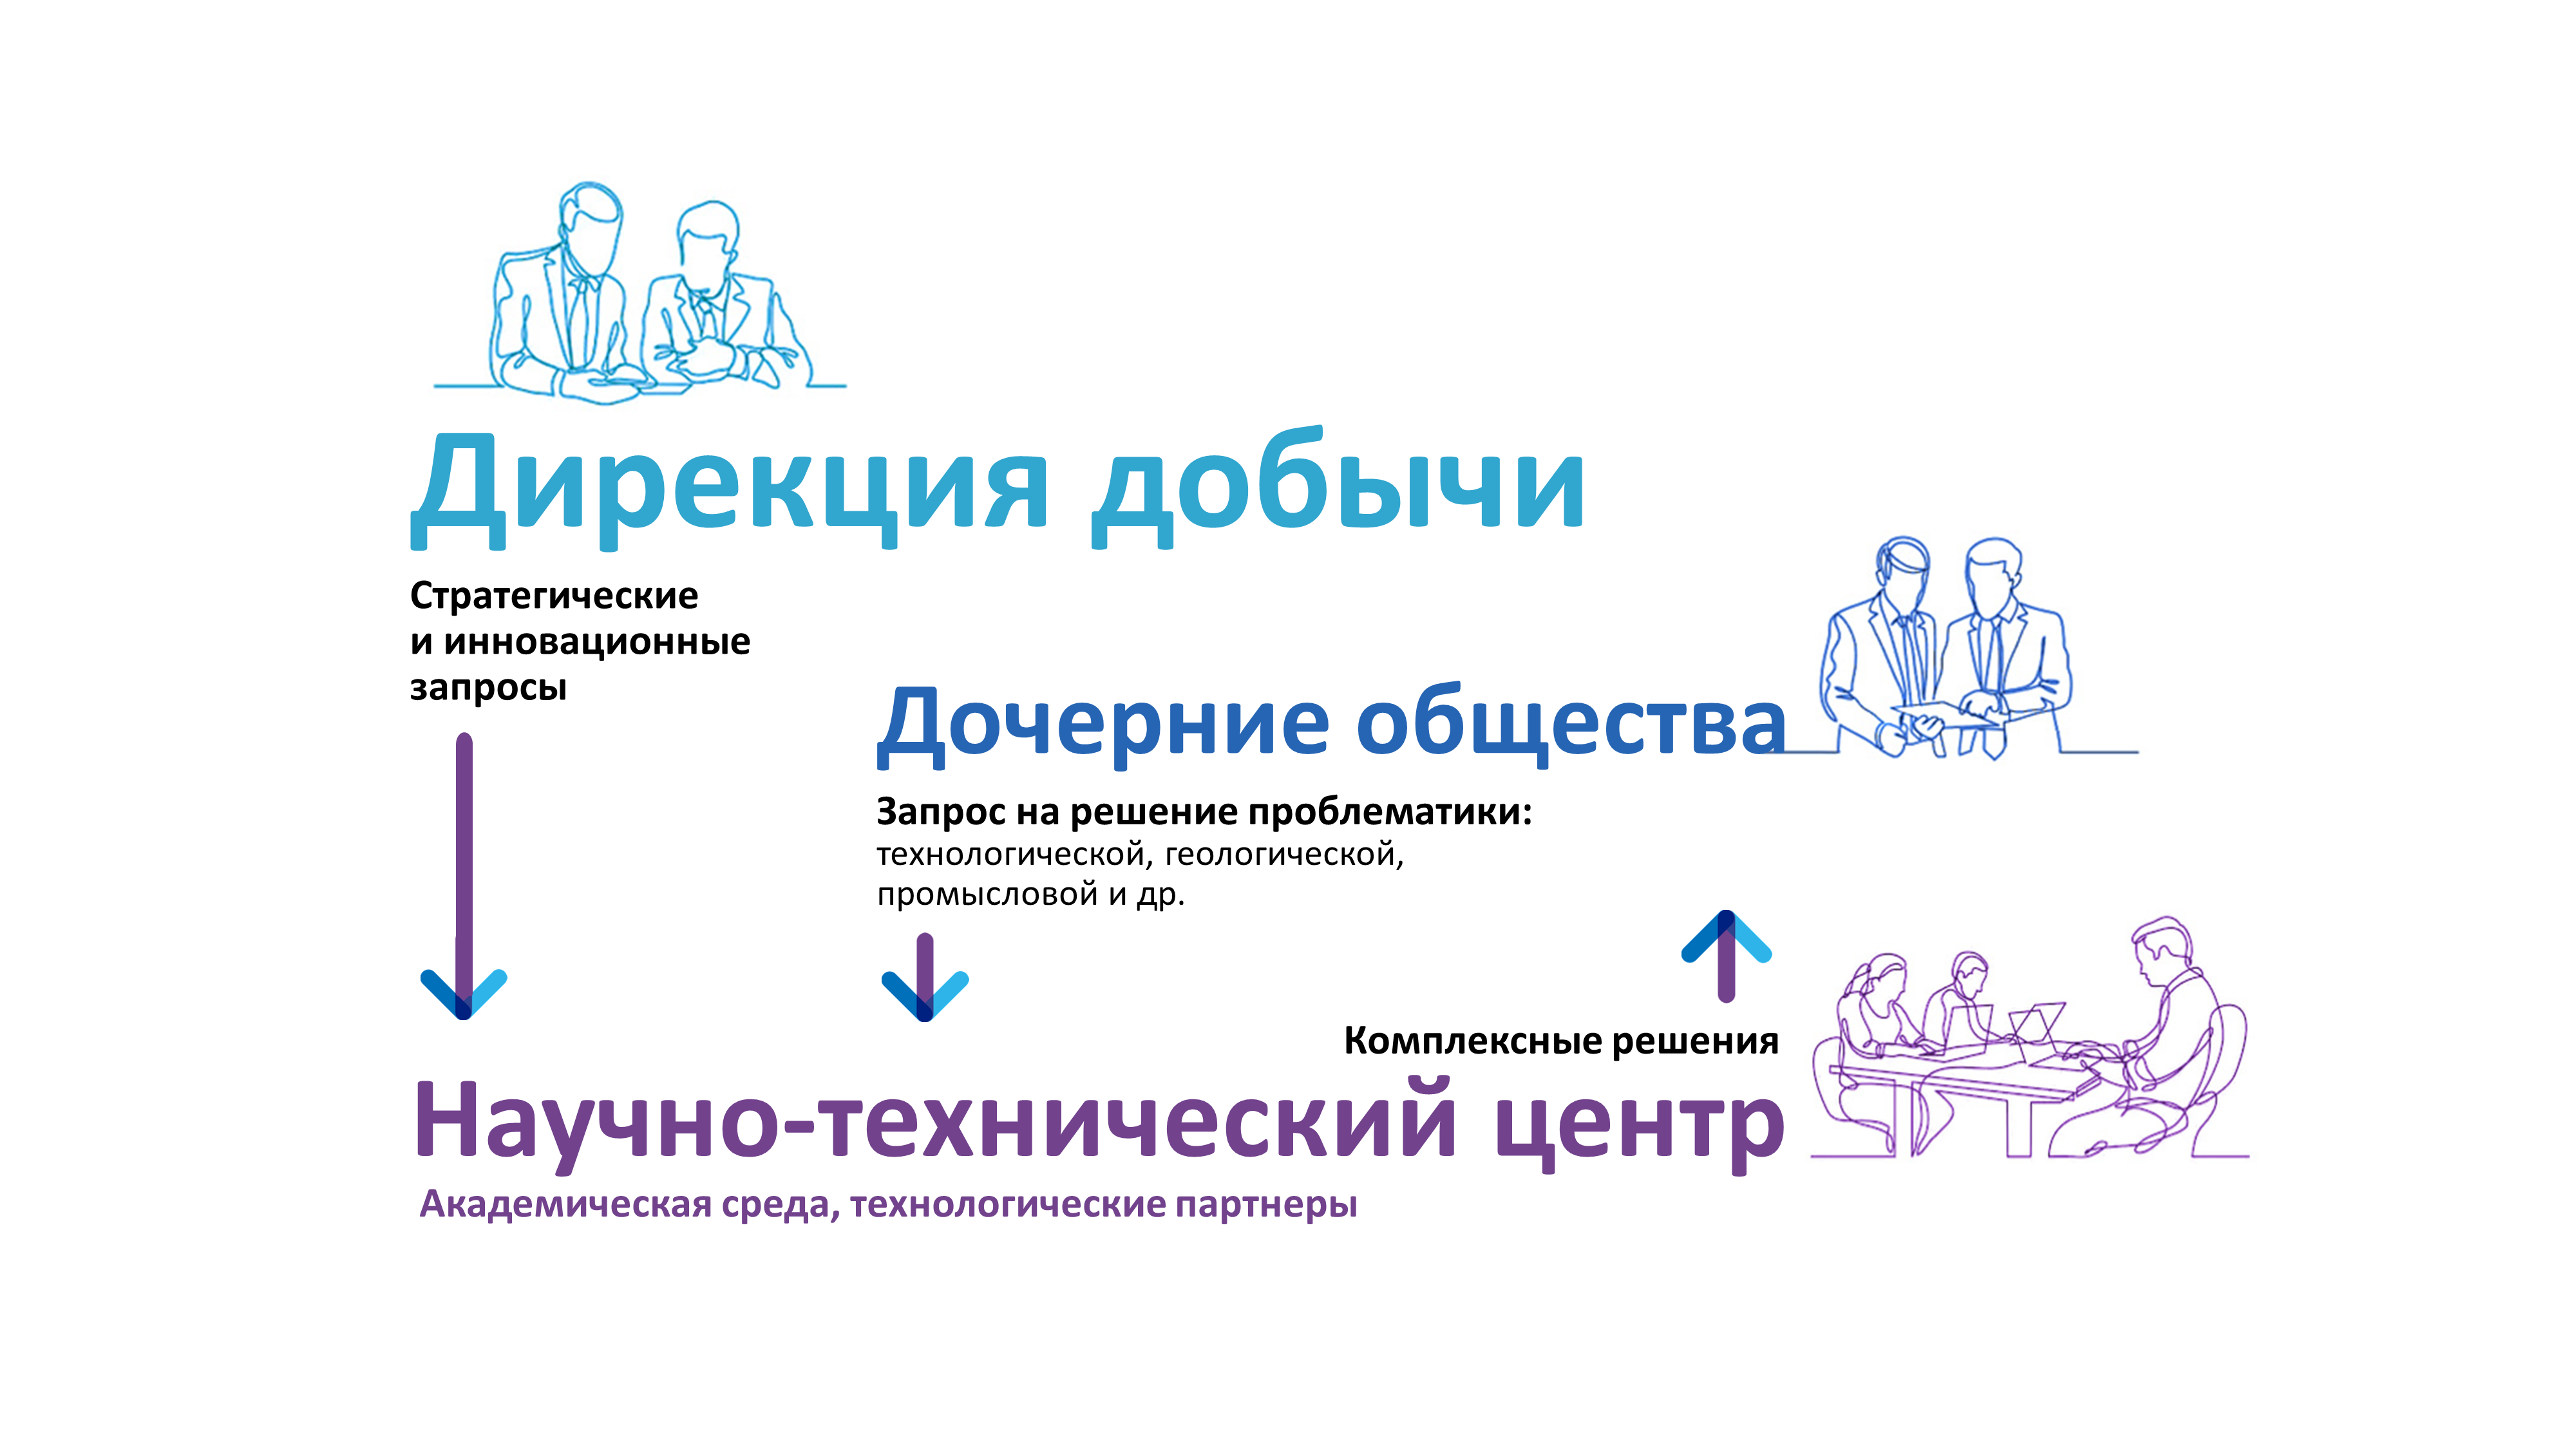 Дирекция добычи
Стратегические
и инновационные
запросы
Дочерние общества
Запрос на решение проблематики:
технологической, геологической,
промысловой и др.
Комплексные решения
Научно-технический центр
Академическая среда, технологические партнеры